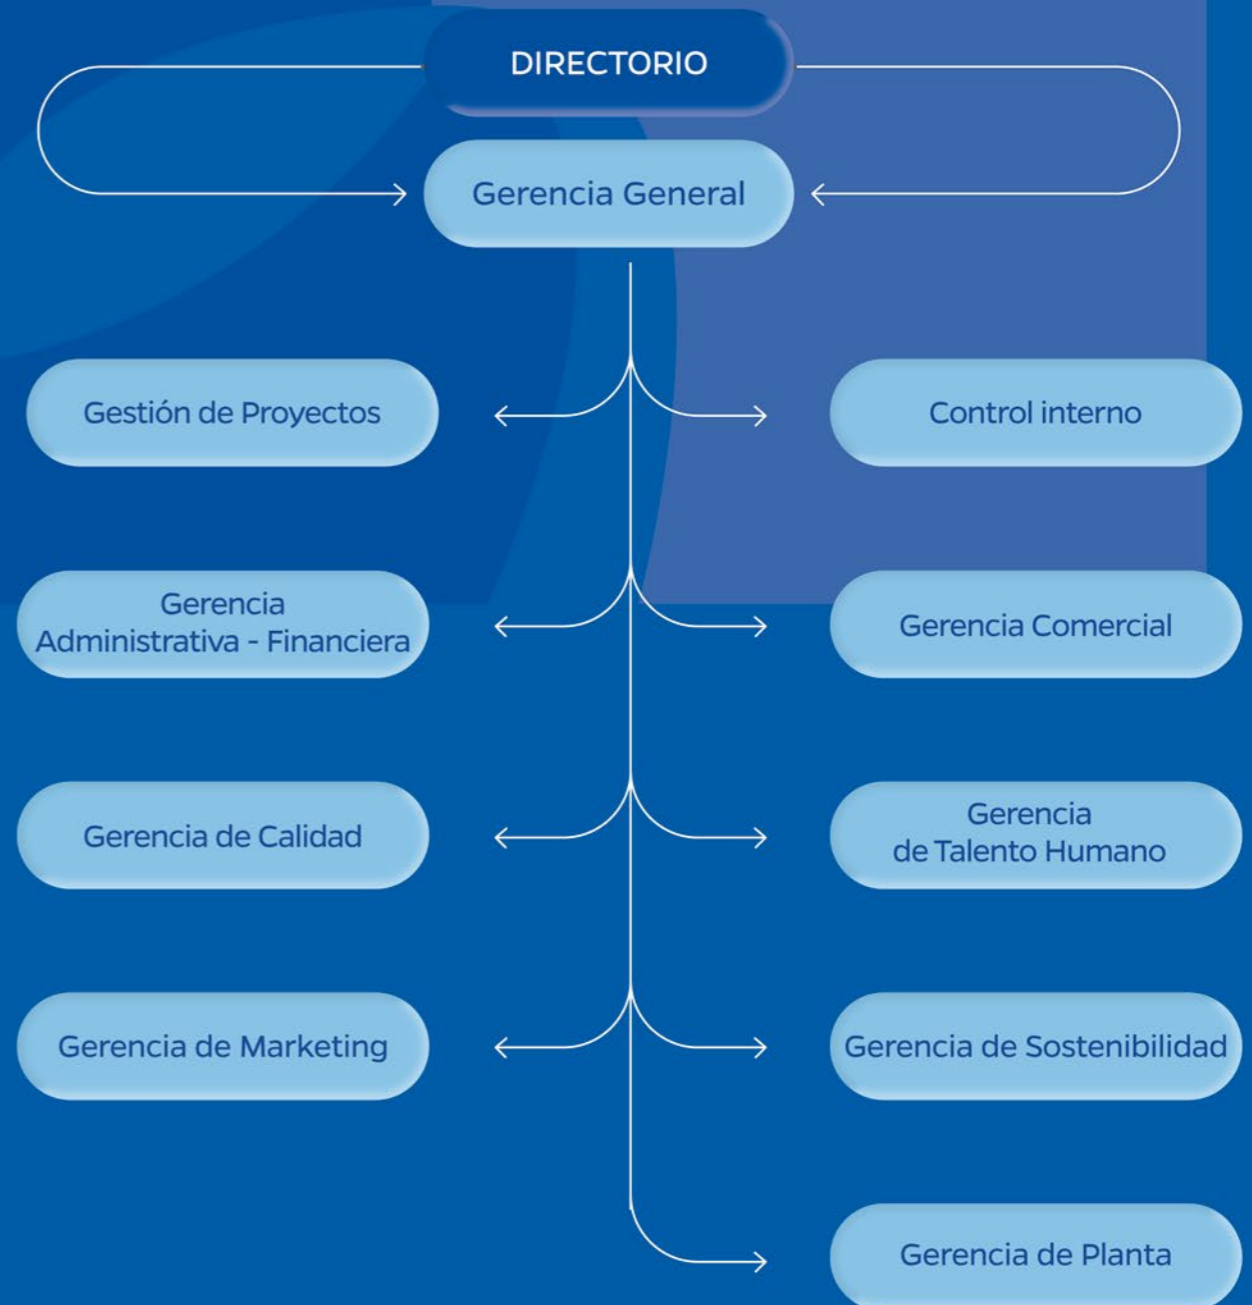 DIRECTORIO
Gerencia General
Gestión de Proyectos
Control interno
Gerencia
Administrativa - Financiera
Gerencia Comercial
Gerencia de Calidad
Gerencia
de Talento Humano
Gerencia de Marketing
Gerencia de Sostenibilidad
Gerencia de Planta